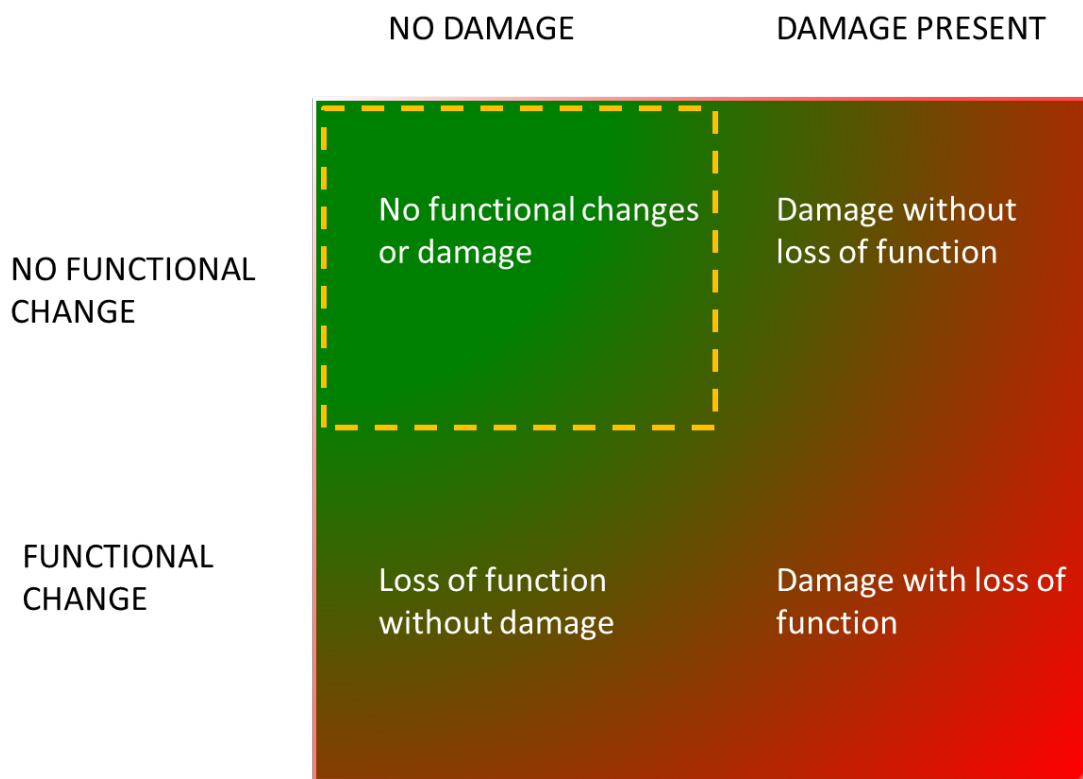 NO DAMAGE
DAMAGE PRESENT
NO FUNCTIONAL
CHANGE
No functional changes
or damage
Damage without
loss of function
FUNCTIONAL
CHANGE
Loss of function
without damage
Damage with loss of
function